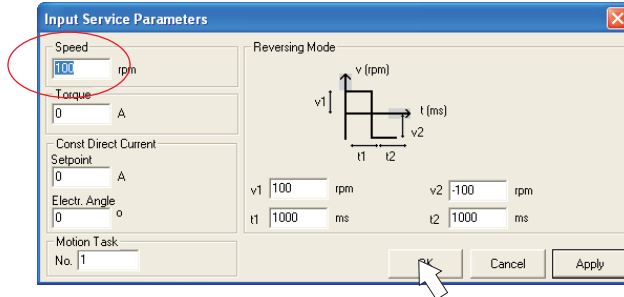 Input Service Parameters
Speed
100 rpm
Torque
0 A
Const Direct Current
Setpoint
0 A
Electr. Angle
0 o
Motion Task
No. 1
Reversing Mode
v (rpm)
v1
t (ms)
v2
t1 t2
v1 100 rpm v2 -100 rpm
t1 1000 ms t2 1000 ms
OK Cancel Apply